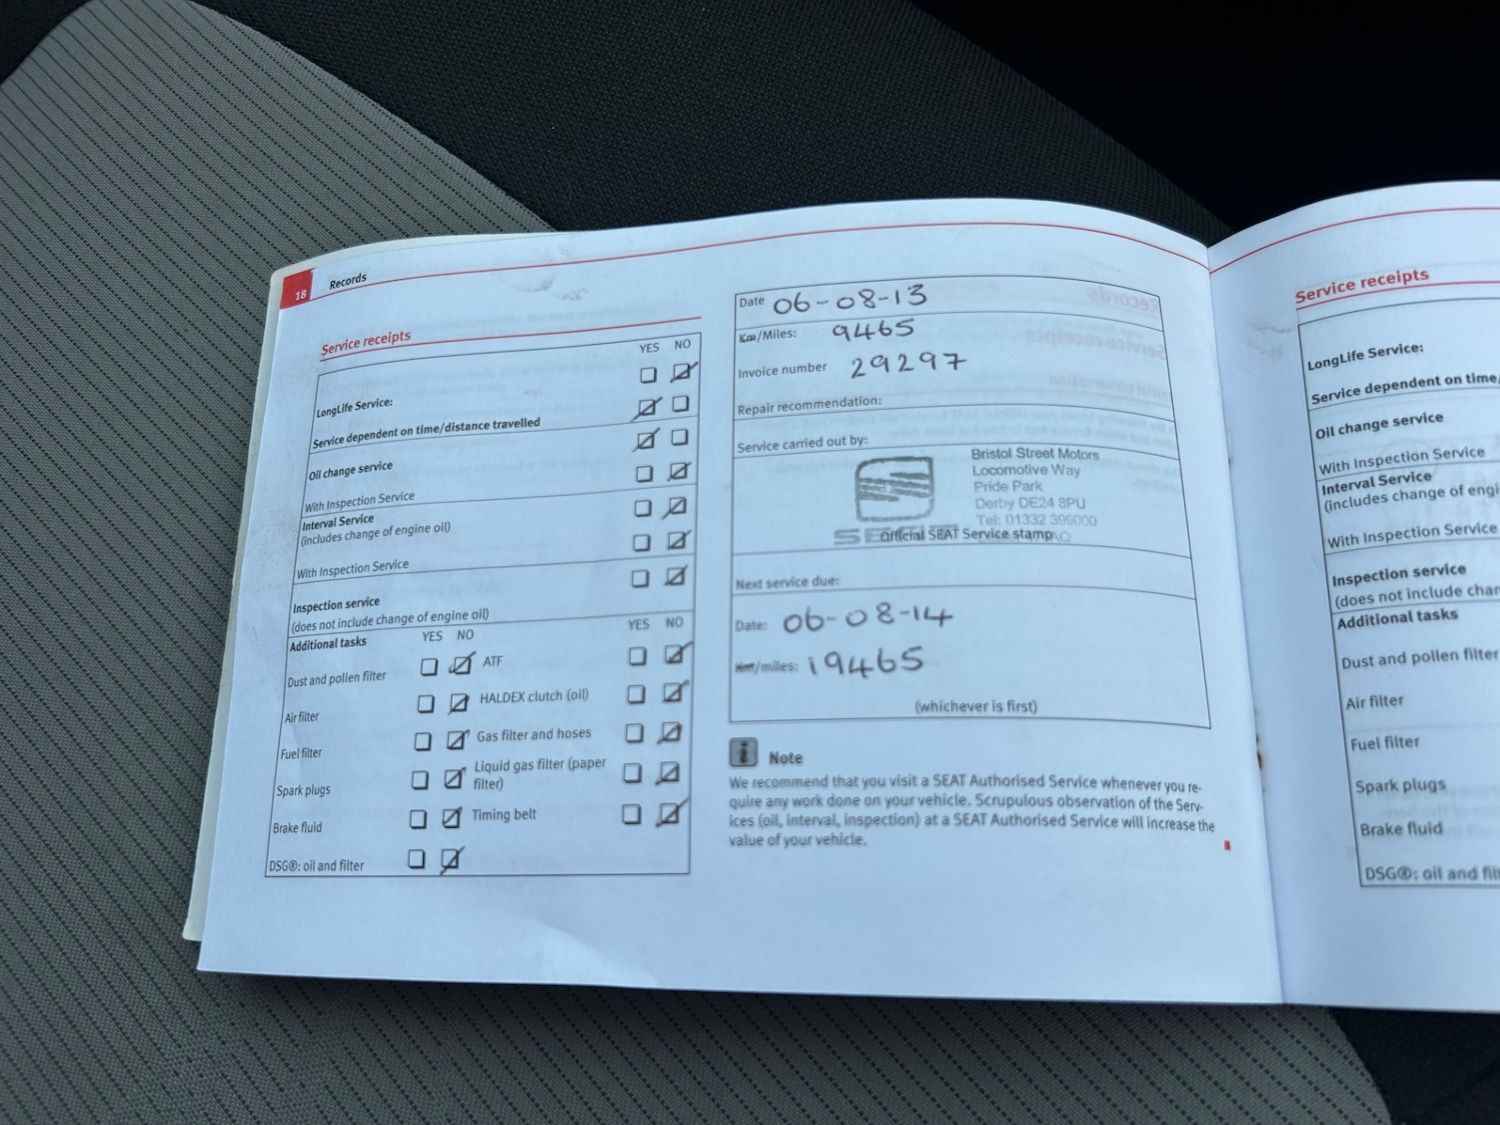 18 Records
Service receipts
YES NO
LongLife Service:
Service dependent on time/distance travelled
Oil change service
With Inspection Service
Interval Service
(includes change of engine oil)
With Inspection Service
Inspection service
(does not include change of engine oil)
Additional tasks YES NO YES NO
Dust and pollen filter ATF
Air filter HALDEX clutch (oil)
Fuel filter Gas filter and hoses
Spark plugs Liquid gas filter (paper
filter)
Brake fluid Timing belt
DSG®: oil and filter
Date 06-08-13
Km/Miles: 9465
Invoice number 29297
Repair recommendation:
Service carried out by:
Bristol Street Motors
Locomotive Way
Pride Park
Derby DE24 8PU
Tel: 01332 399000
SEAT
Official SEAT Service stamp
Next service due:
Date: 06-08-14
Km/miles: 19465
(whichever is first)
i Note
We recommend that you visit a SEAT Authorised Service whenever you re-
quire any work done on your vehicle. Scrupulous observation of the Serv-
ices (oil, interval, inspection) at a SEAT Authorised Service will increase the
value of your vehicle.
Service receipts
LongLife Service:
Service dependent on time/
Oil change service
With Inspection Service
Interval Service
(includes change of engi
With Inspection Service
Inspection service
(does not include chan
Additional tasks
Dust and pollen filter
Air filter
Fuel filter
Spark plugs
Brake fluid
DSG®: oil and filt